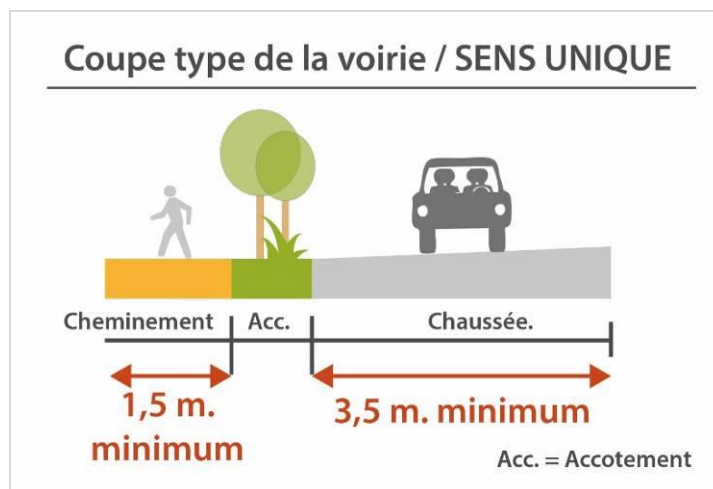 Coupe type de la voirie / SENS UNIQUE
Cheminement
Acc.
Chaussée.
1,5 m.
minimum
3,5 m. minimum
Acc. = Accotement